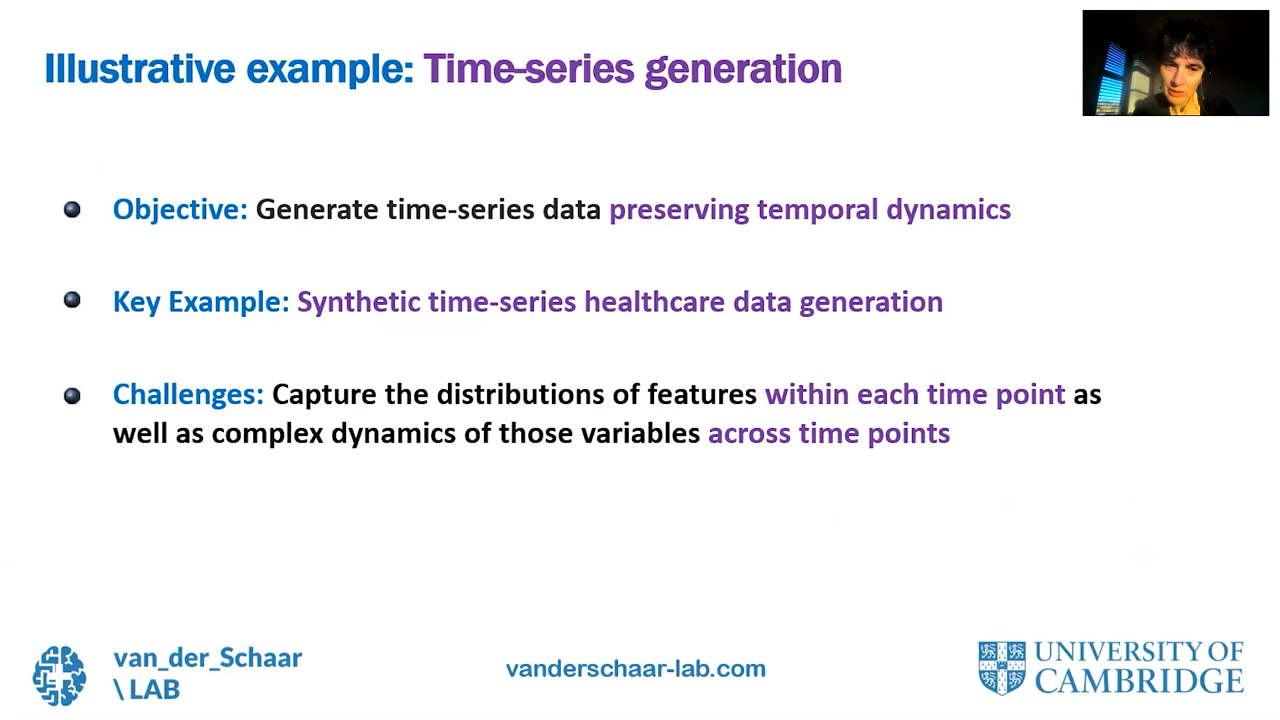 Illustrative example: Time-series generation
Objective: Generate time-series data preserving temporal dynamics
Key Example: Synthetic time-series healthcare data generation
Challenges: Capture the distributions of features within each time point as
well as complex dynamics of those variables across time points
van_der_Schaar
\ LAB
vanderschaar-lab.com
UNIVERSITY OF
CAMBRIDGE